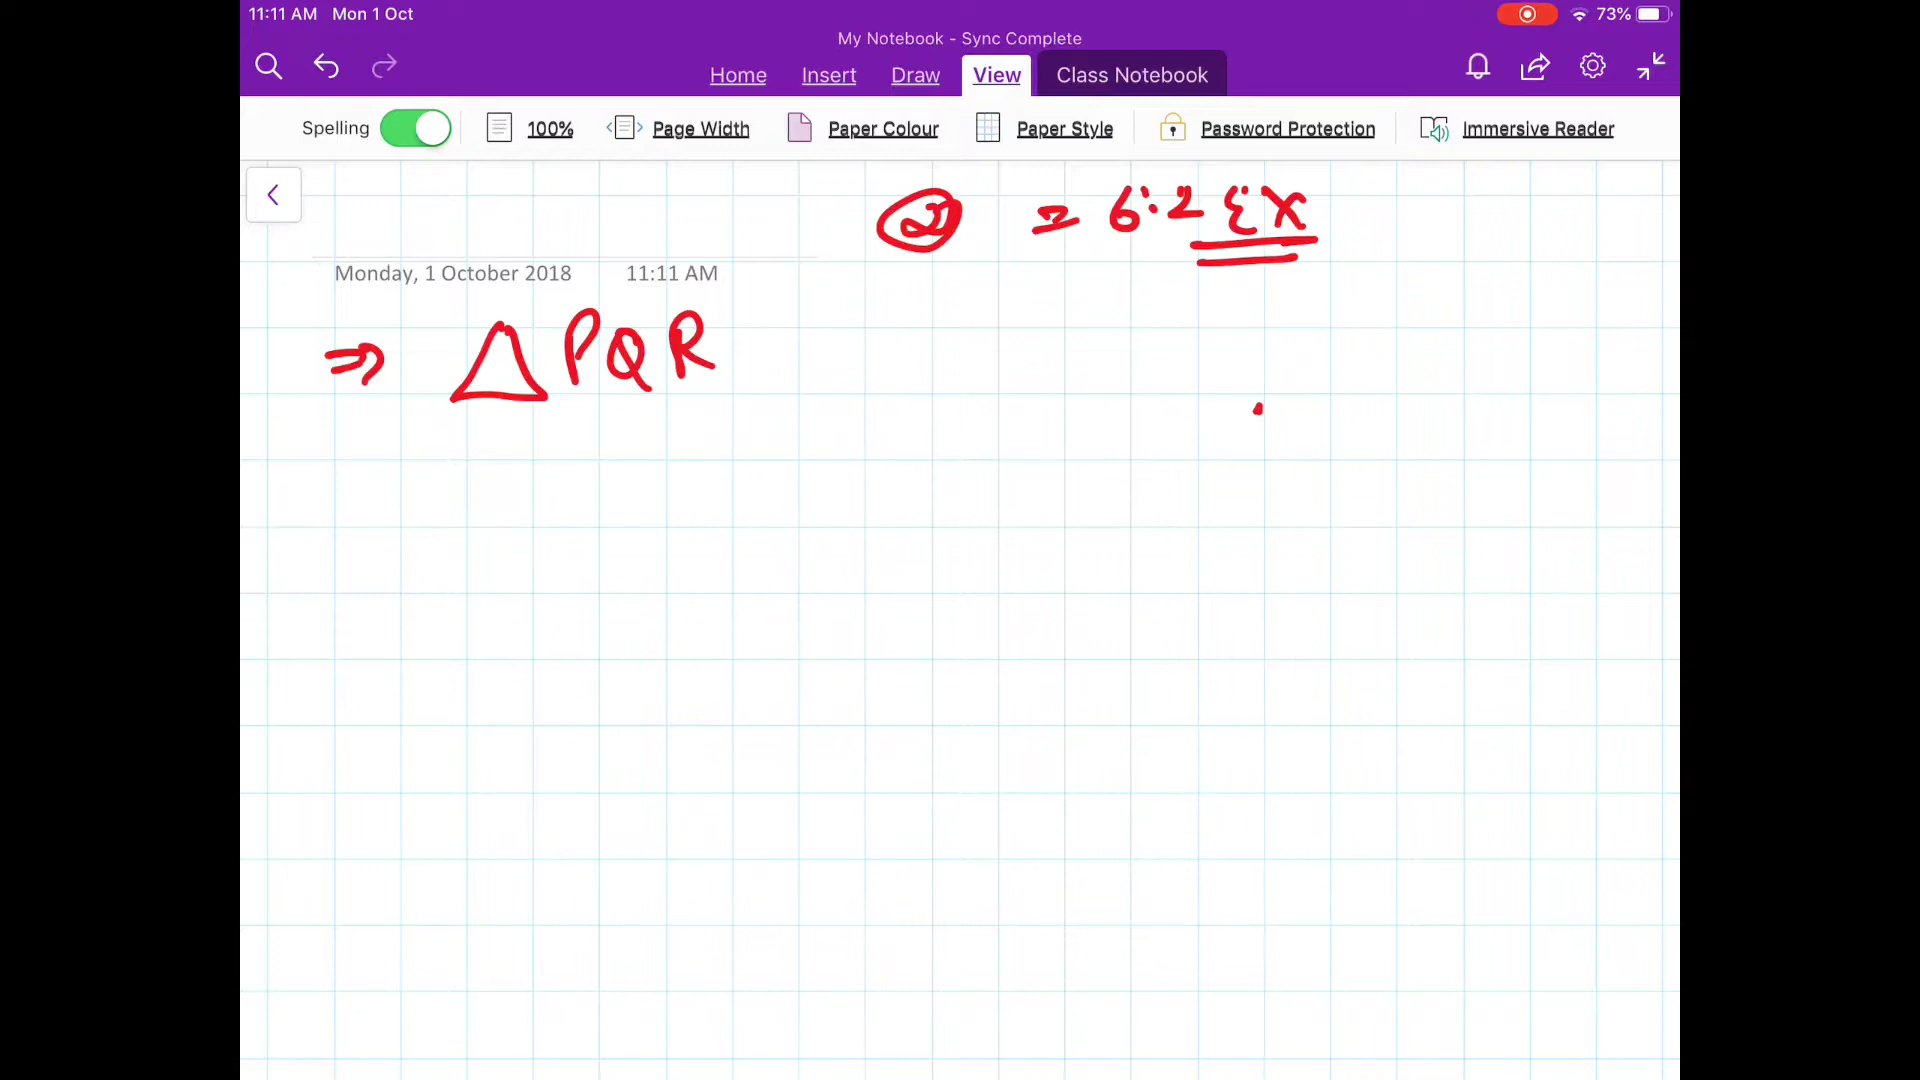 11:11 AM Mon 1 Oct 73%
My Notebook - Sync Complete
Home Insert Draw View Class Notebook
Spelling 100% Page Width Paper Colour Paper Style Password Protection Immersive Reader
② = 6.2 EX
Monday, 1 October 2018 11:11 AM
⇒ △ PQR